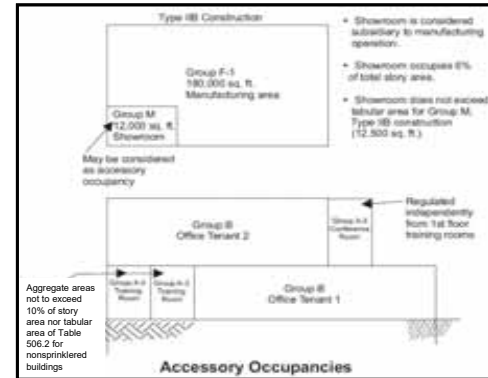 Type IIB Construction
Group F-1
180,000 sq. ft.
Manufacturing area
Group M
12,000 sq. ft.
Showroom
May be considered
as accessory
occupancy
• Showroom is considered
subsidiary to manufacturing
operation.
• Showroom occupies 6%
of total story area.
• Showroom does not exceed
tabular area for Group M,
Type IIB construction
(12,500 sq. ft.)
Group B
Office Tenant 2
Group A-3
Conference
Room
Regulated
independently
from 1st floor
training rooms
Group A-3
Training
Room
Group A-3
Training
Room
Group B
Office Tenant 1
Aggregate areas
not to exceed
10% of story
area nor tabular
area of Table
506.2 for
nonsprinklered
buildings
Accessory Occupancies